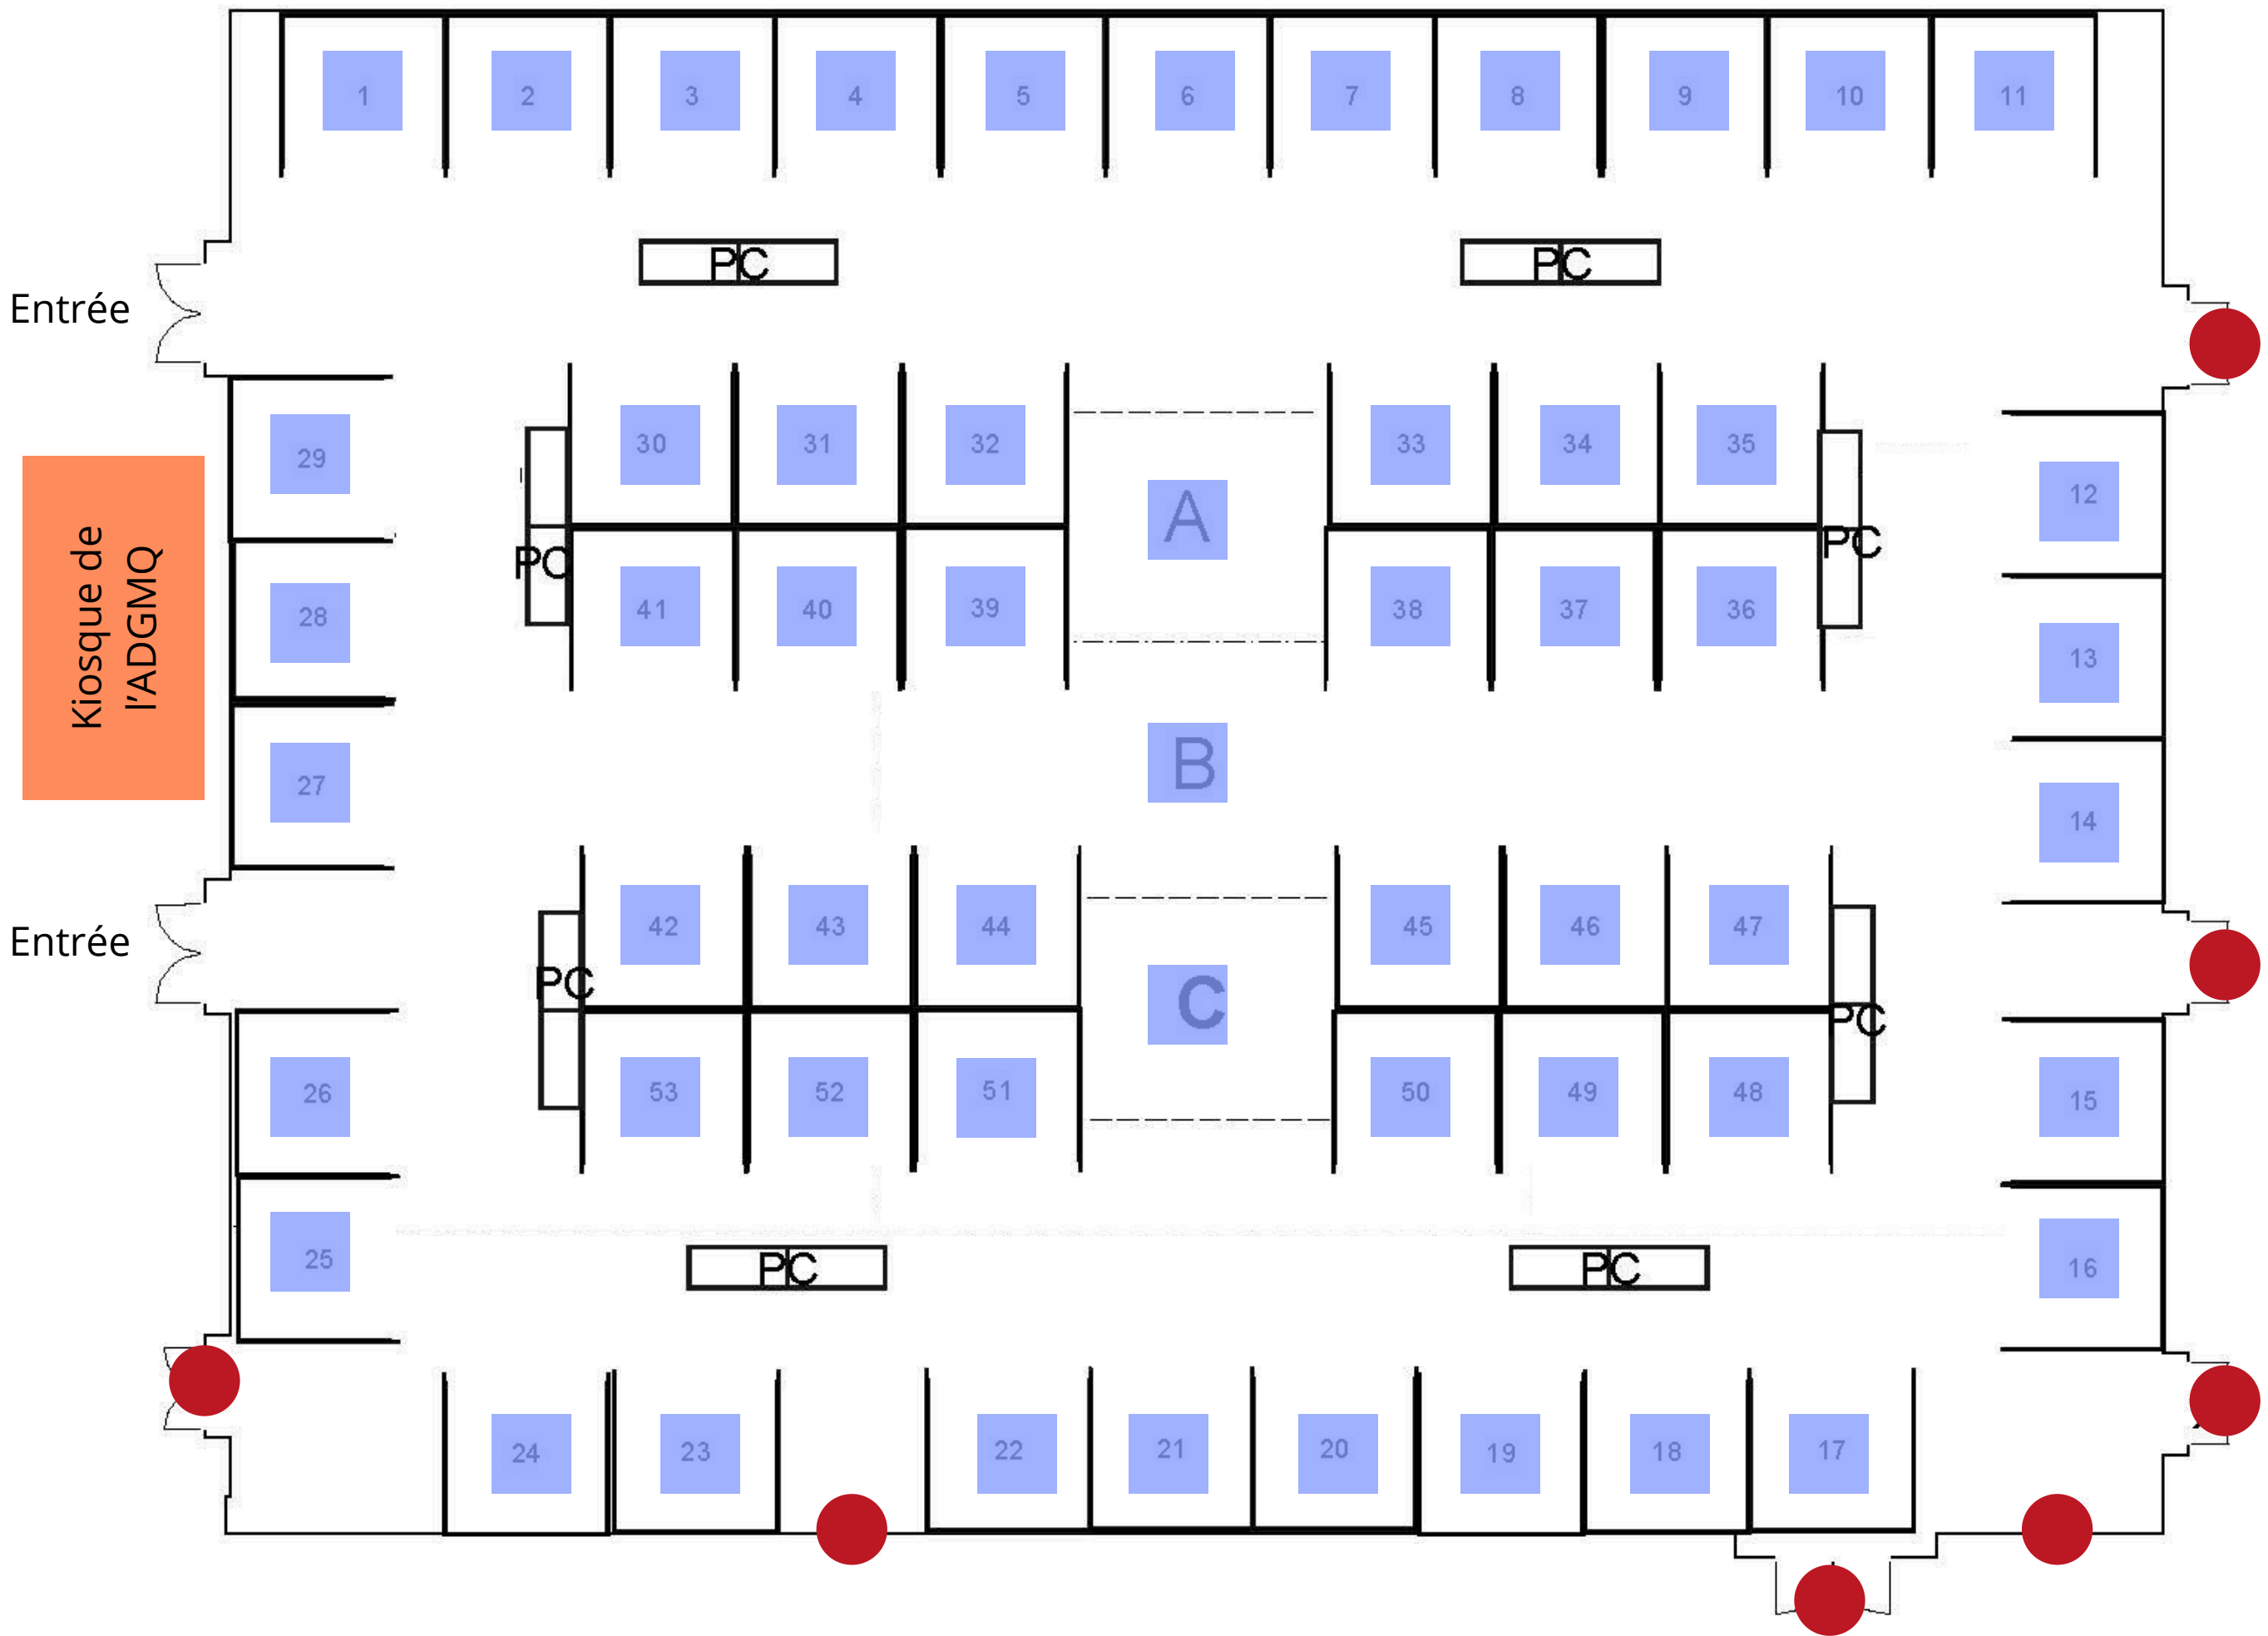 1 2 3 4 5 6 7 8 9 10 11
PC PC
Entrée
29 30 31 32 33 34 35 12
A
Kiosque de
l'ADGMQ
PC PC
28 41 40 39 38 37 36 13
27 B 14
42 43 44 45 46 47
Entrée
PC C PC
26 53 52 51 50 49 48 15
25 16
PC PC
24 23 22 21 20 19 18 17